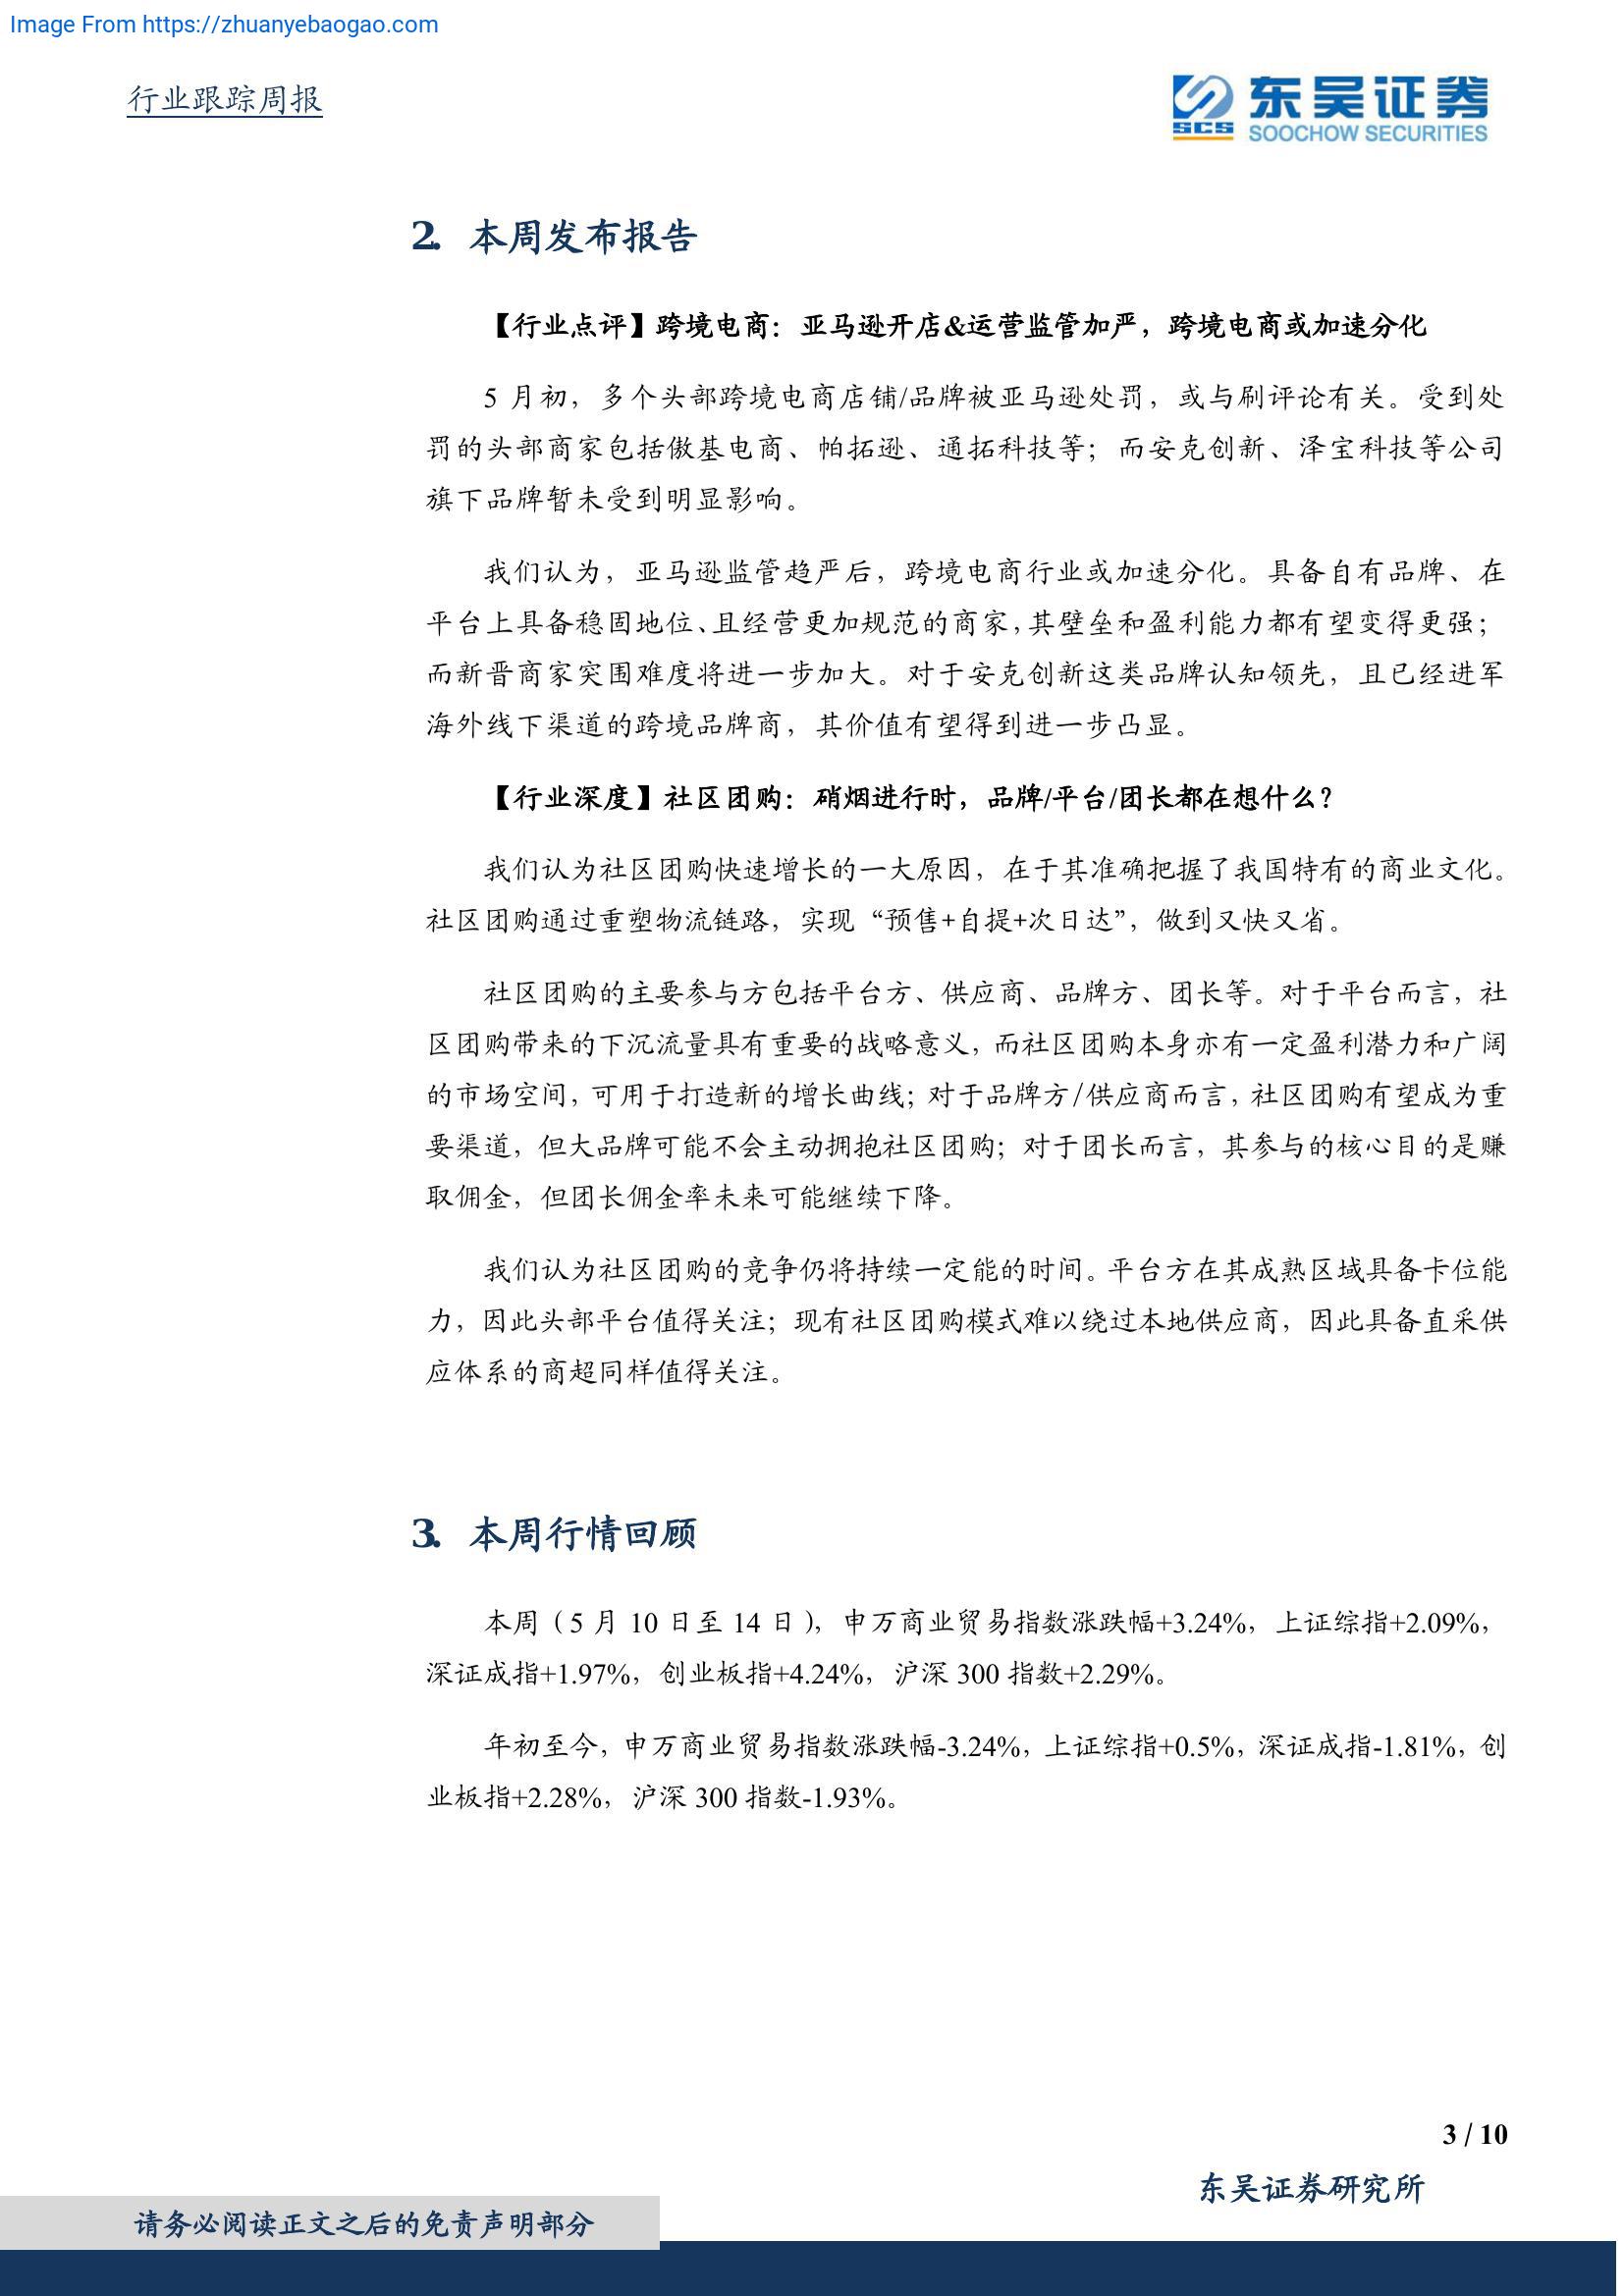 Image From https://zhuanyebaogao.com
行业跟踪周报
东吴证券
SCS
SOOCHOW SECURITIES
2. 本周发布报告
【行业点评】跨境电商：亚马逊开店&运营监管加严，跨境电商或加速分化
5 月初，多个头部跨境电商店铺/品牌被亚马逊处罚，或与刷评论有关。受到处
罚的头部商家包括傲基电商、帕拓逊、通拓科技等；而安克创新、泽宝科技等公司
旗下品牌暂未受到明显影响。
我们认为，亚马逊监管趋严后，跨境电商行业或加速分化。具备自有品牌、在
平台上具备稳固地位、且经营更加规范的商家，其壁垒和盈利能力都有望变得更强；
而新晋商家突围难度将进一步加大。对于安克创新这类品牌认知领先，且已经进军
海外线下渠道的跨境品牌商，其价值有望得到进一步凸显。
【行业深度】社区团购：硝烟进行时，品牌/平台/团长都在想什么？
我们认为社区团购快速增长的一大原因，在于其准确把握了我国特有的商业文化。
社区团购通过重塑物流链路，实现“预售+自提+次日达”，做到又快又省。
社区团购的主要参与方包括平台方、供应商、品牌方、团长等。对于平台而言，社
区团购带来的下沉流量具有重要的战略意义，而社区团购本身亦有一定盈利潜力和广阔
的市场空间，可用于打造新的增长曲线；对于品牌方/供应商而言，社区团购有望成为重
要渠道，但大品牌可能不会主动拥抱社区团购；对于团长而言，其参与的核心目的是赚
取佣金，但团长佣金率未来可能继续下降。
我们认为社区团购的竞争仍将持续一定能的时间。平台方在其成熟区域具备卡位能
力，因此头部平台值得关注；现有社区团购模式难以绕过本地供应商，因此具备直采供
应体系的商超同样值得关注。
3. 本周行情回顾
本周（5 月 10 日至 14 日），申万商业贸易指数涨跌幅+3.24%，上证综指+2.09%，
深证成指+1.97%，创业板指+4.24%，沪深 300 指数+2.29%。
年初至今，申万商业贸易指数涨跌幅-3.24%，上证综指+0.5%，深证成指-1.81%，创
业板指+2.28%，沪深 300 指数-1.93%。
3 / 10
东吴证券研究所
请务必阅读正文之后的免责声明部分